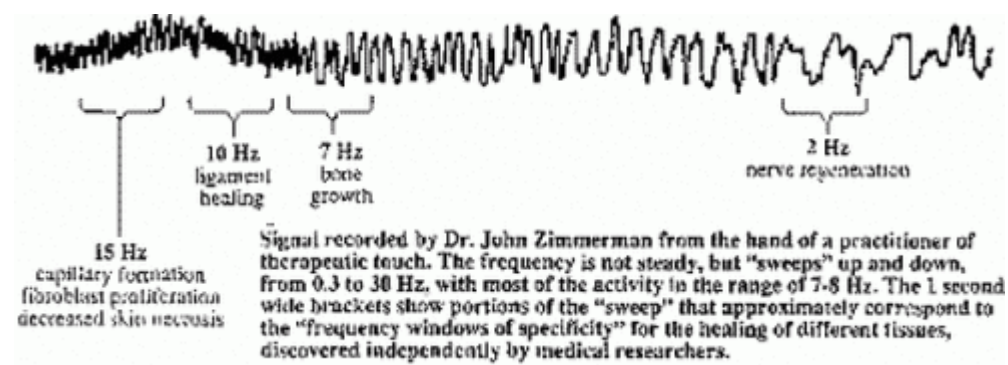 10 Hz
ligament
healing
7 Hz
bone
growth
2 Hz
nerve regeneration
15 Hz
capillary formation
fibroblast proliferation
decreased skin necrosis
Signal recorded by Dr. John Zimmerman from the hand of a practitioner of
therapeutic touch. The frequency is not steady, but “sweeps” up and down,
from 0.3 to 30 Hz, with most of the activity in the range of 7-8 Hz. The 1 second
wide brackets show portions of the “sweep” that approximately correspond to
the “frequency windows of specificity” for the healing of different tissues,
discovered independently by medical researchers.